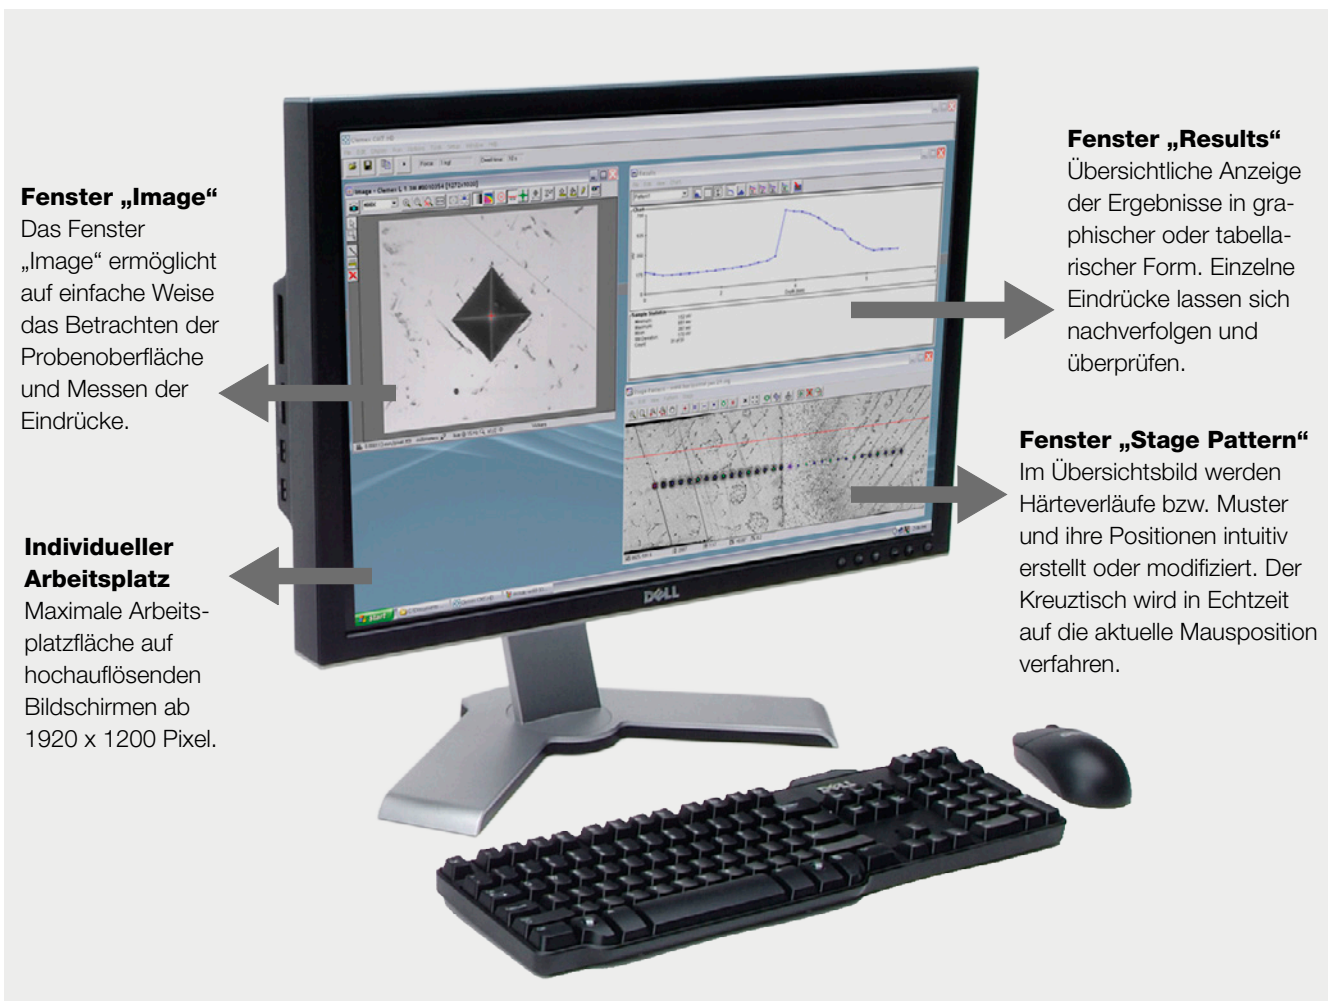 Fenster „Image“
Das Fenster
„Image“ ermöglicht
auf einfache Weise
das Betrachten der
Probenoberfläche
und Messen der
Eindrücke.
Individueller
Arbeitsplatz
Maximale Arbeits-
platzfläche auf
hochauflösenden
Bildschirmen ab
1920 x 1200 Pixel.
Fenster „Results“
Übersichtliche Anzeige
der Ergebnisse in gra-
phischer oder tabella-
rischer Form. Einzelne
Eindrücke lassen sich
nachverfolgen und
überprüfen.
Fenster „Stage Pattern“
Im Übersichtsbild werden
Härteverläufe bzw. Muster
und ihre Positionen intuitiv
erstellt oder modifiziert. Der
Kreuztisch wird in Echtzeit
auf die aktuelle Mausposition
verfahren.
Results
start
DELL
DELL